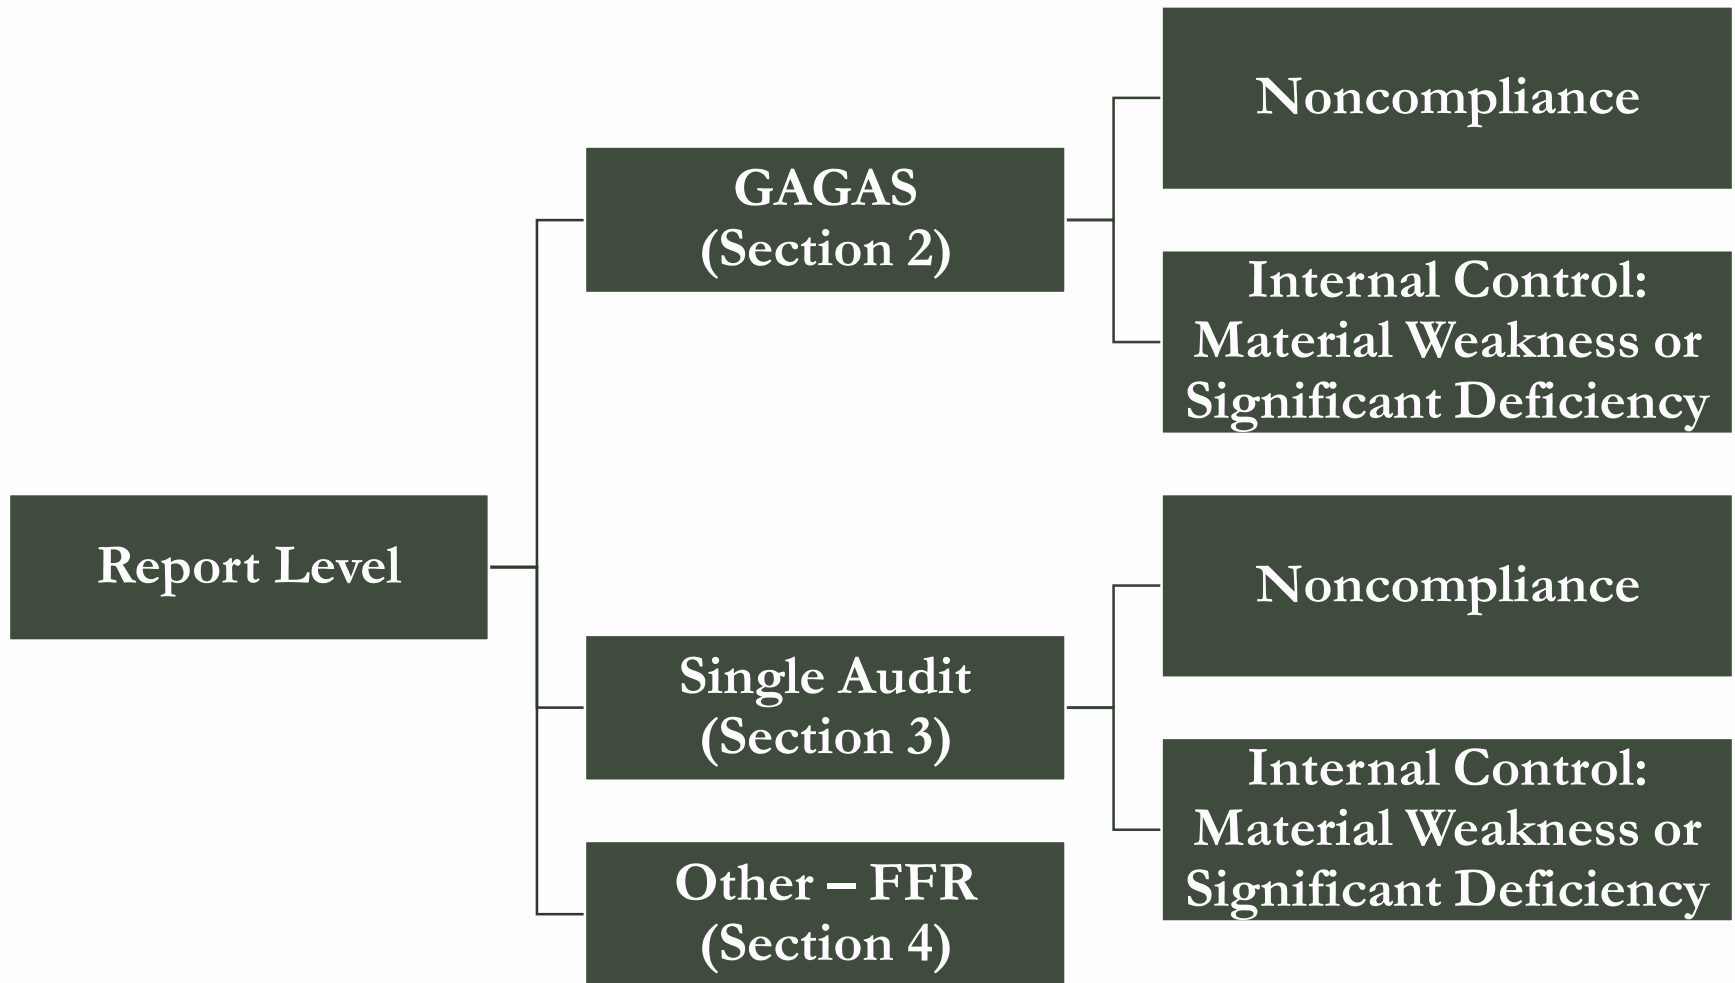 Report Level
GAGAS
(Section 2)
Noncompliance
Internal Control:
Material Weakness or
Significant Deficiency
Single Audit
(Section 3)
Noncompliance
Internal Control:
Material Weakness or
Significant Deficiency
Other – FFR
(Section 4)